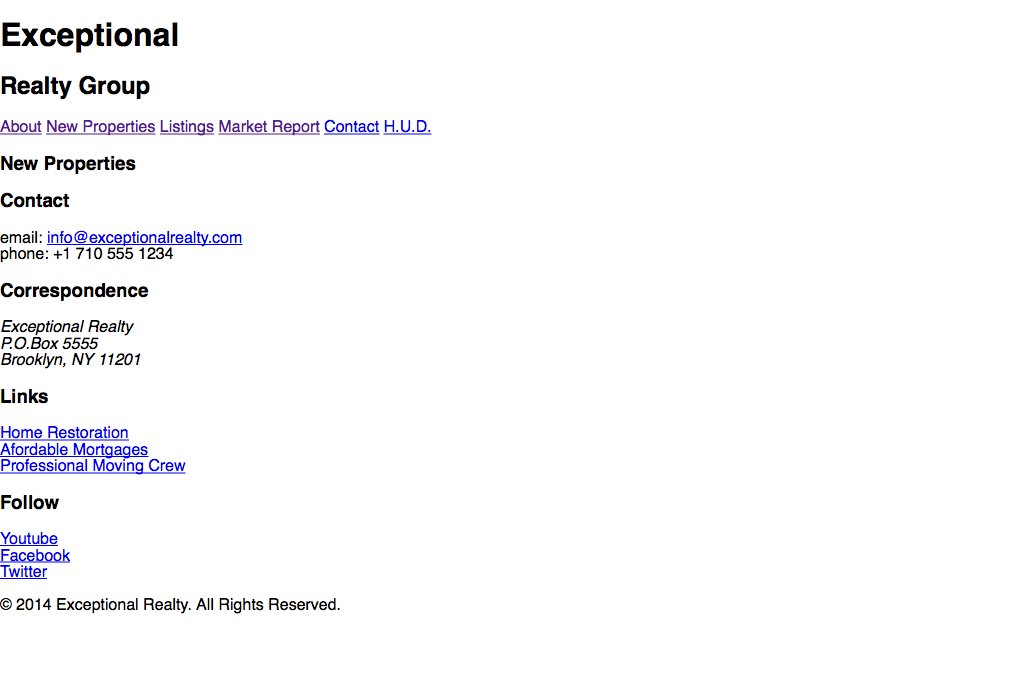 Exceptional
Realty Group
About New Properties Listings Market Report Contact H.U.D.
New Properties
Contact
email: info@exceptionalrealty.com
phone: +1 710 555 1234
Correspondence
Exceptional Realty
P.O.Box 5555
Brooklyn, NY 11201
Links
Home Restoration
Afordable Mortgages
Professional Moving Crew
Follow
Youtube
Facebook
Twitter
© 2014 Exceptional Realty. All Rights Reserved.